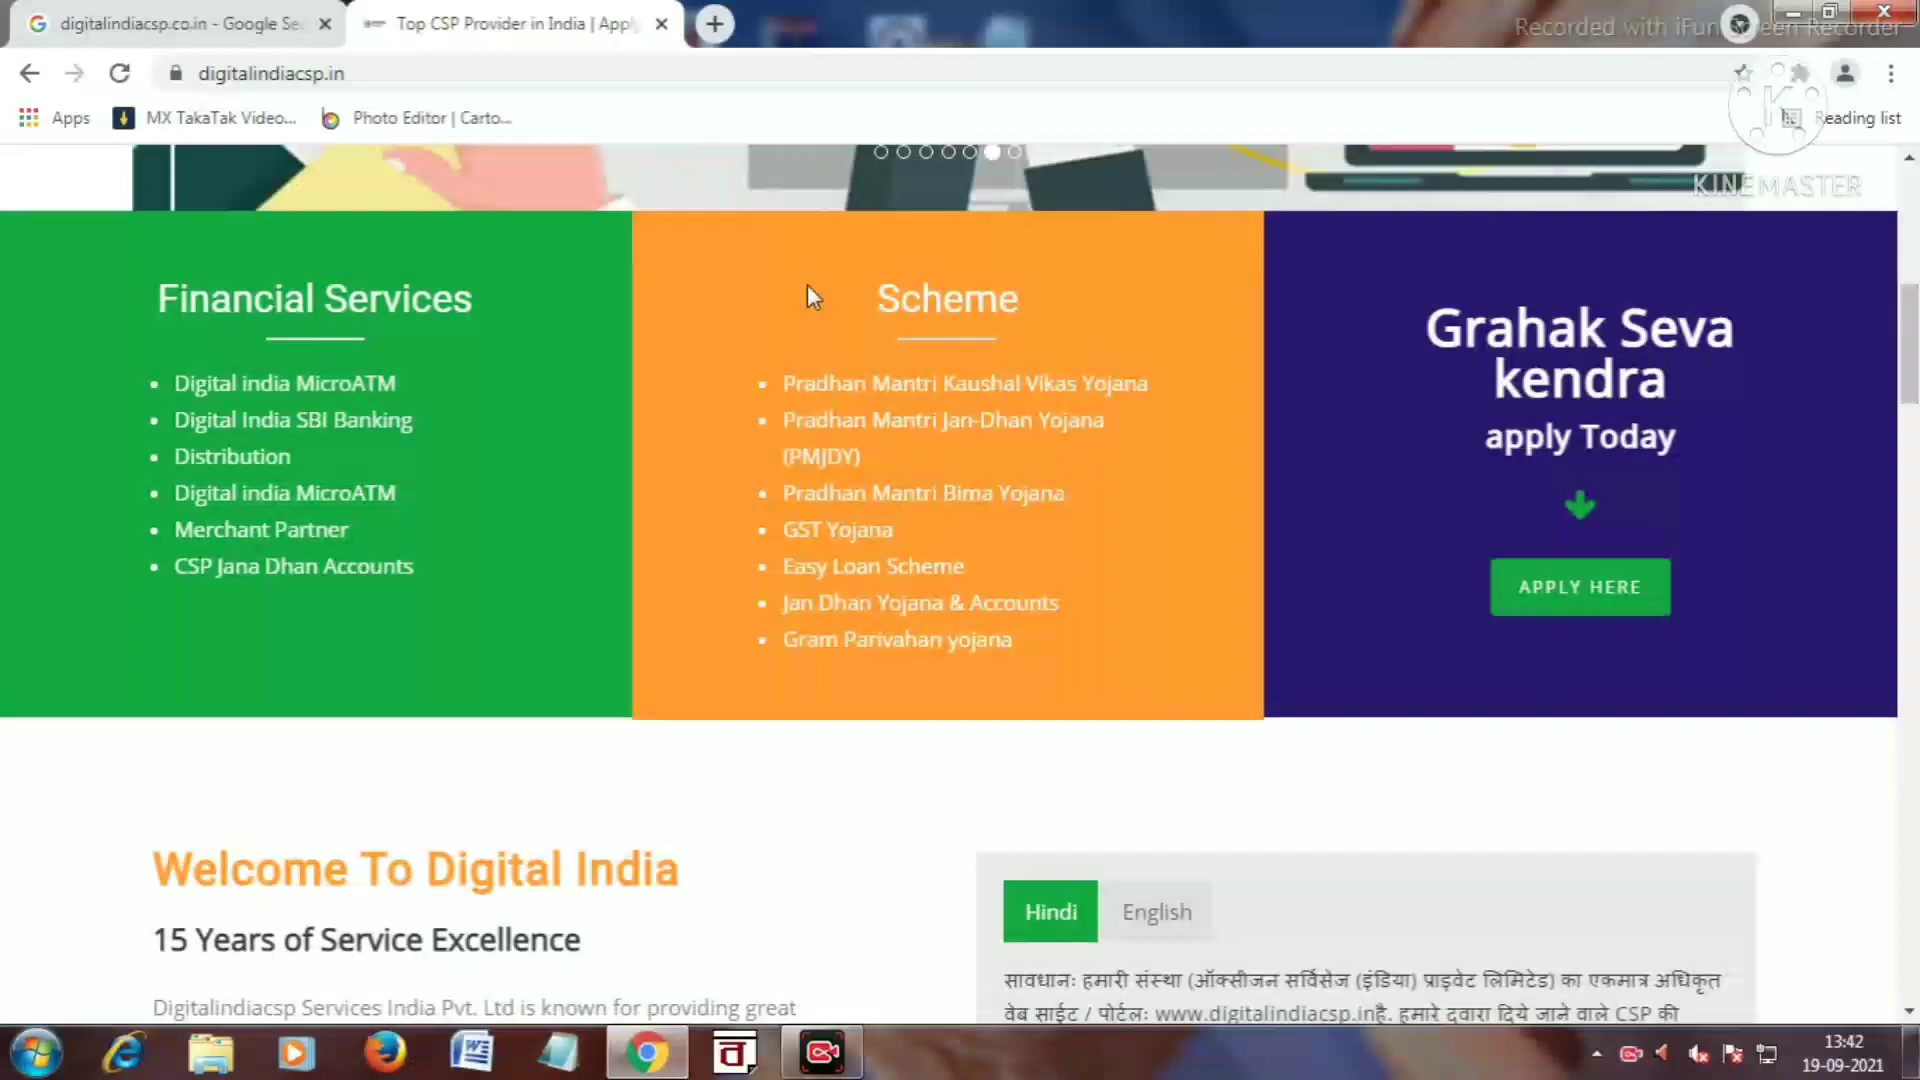 digitalindiacsp.co.in - Google Se
Top CSP Provider in India | Appl
Recorded with iFun Screen Recorder
digitalindiacsp.in
Apps
MX TakaTak Video...
Photo Editor | Carto...
Reading list
KINEMASTER
Financial Services
Digital india MicroATM
Digital India SBI Banking
Distribution
Digital india MicroATM
Merchant Partner
CSP Jana Dhan Accounts
Scheme
Pradhan Mantri Kaushal Vikas Yojana
Pradhan Mantri Jan-Dhan Yojana
(PMJDY)
Pradhan Mantri Bima Yojana
GST Yojana
Easy Loan Scheme
Jan Dhan Yojana & Accounts
Gram Parivahan yojana
Grahak Seva
kendra
apply Today
APPLY HERE
Welcome To Digital India
15 Years of Service Excellence
Digitalindiacsp Services India Pvt. Ltd is known for providing great
Hindi
English
सावधानः हमारी संस्था (ऑक्सीजन सर्विसेज (इंडिया) प्राइवेट लिमिटेड) का एकमात्र अधिकृत
वेब साईट / पोर्टलः www.digitalindiacsp.inहै. हमारे दवारा दिये जाने वाले CSP की
13:42
19-09-2021